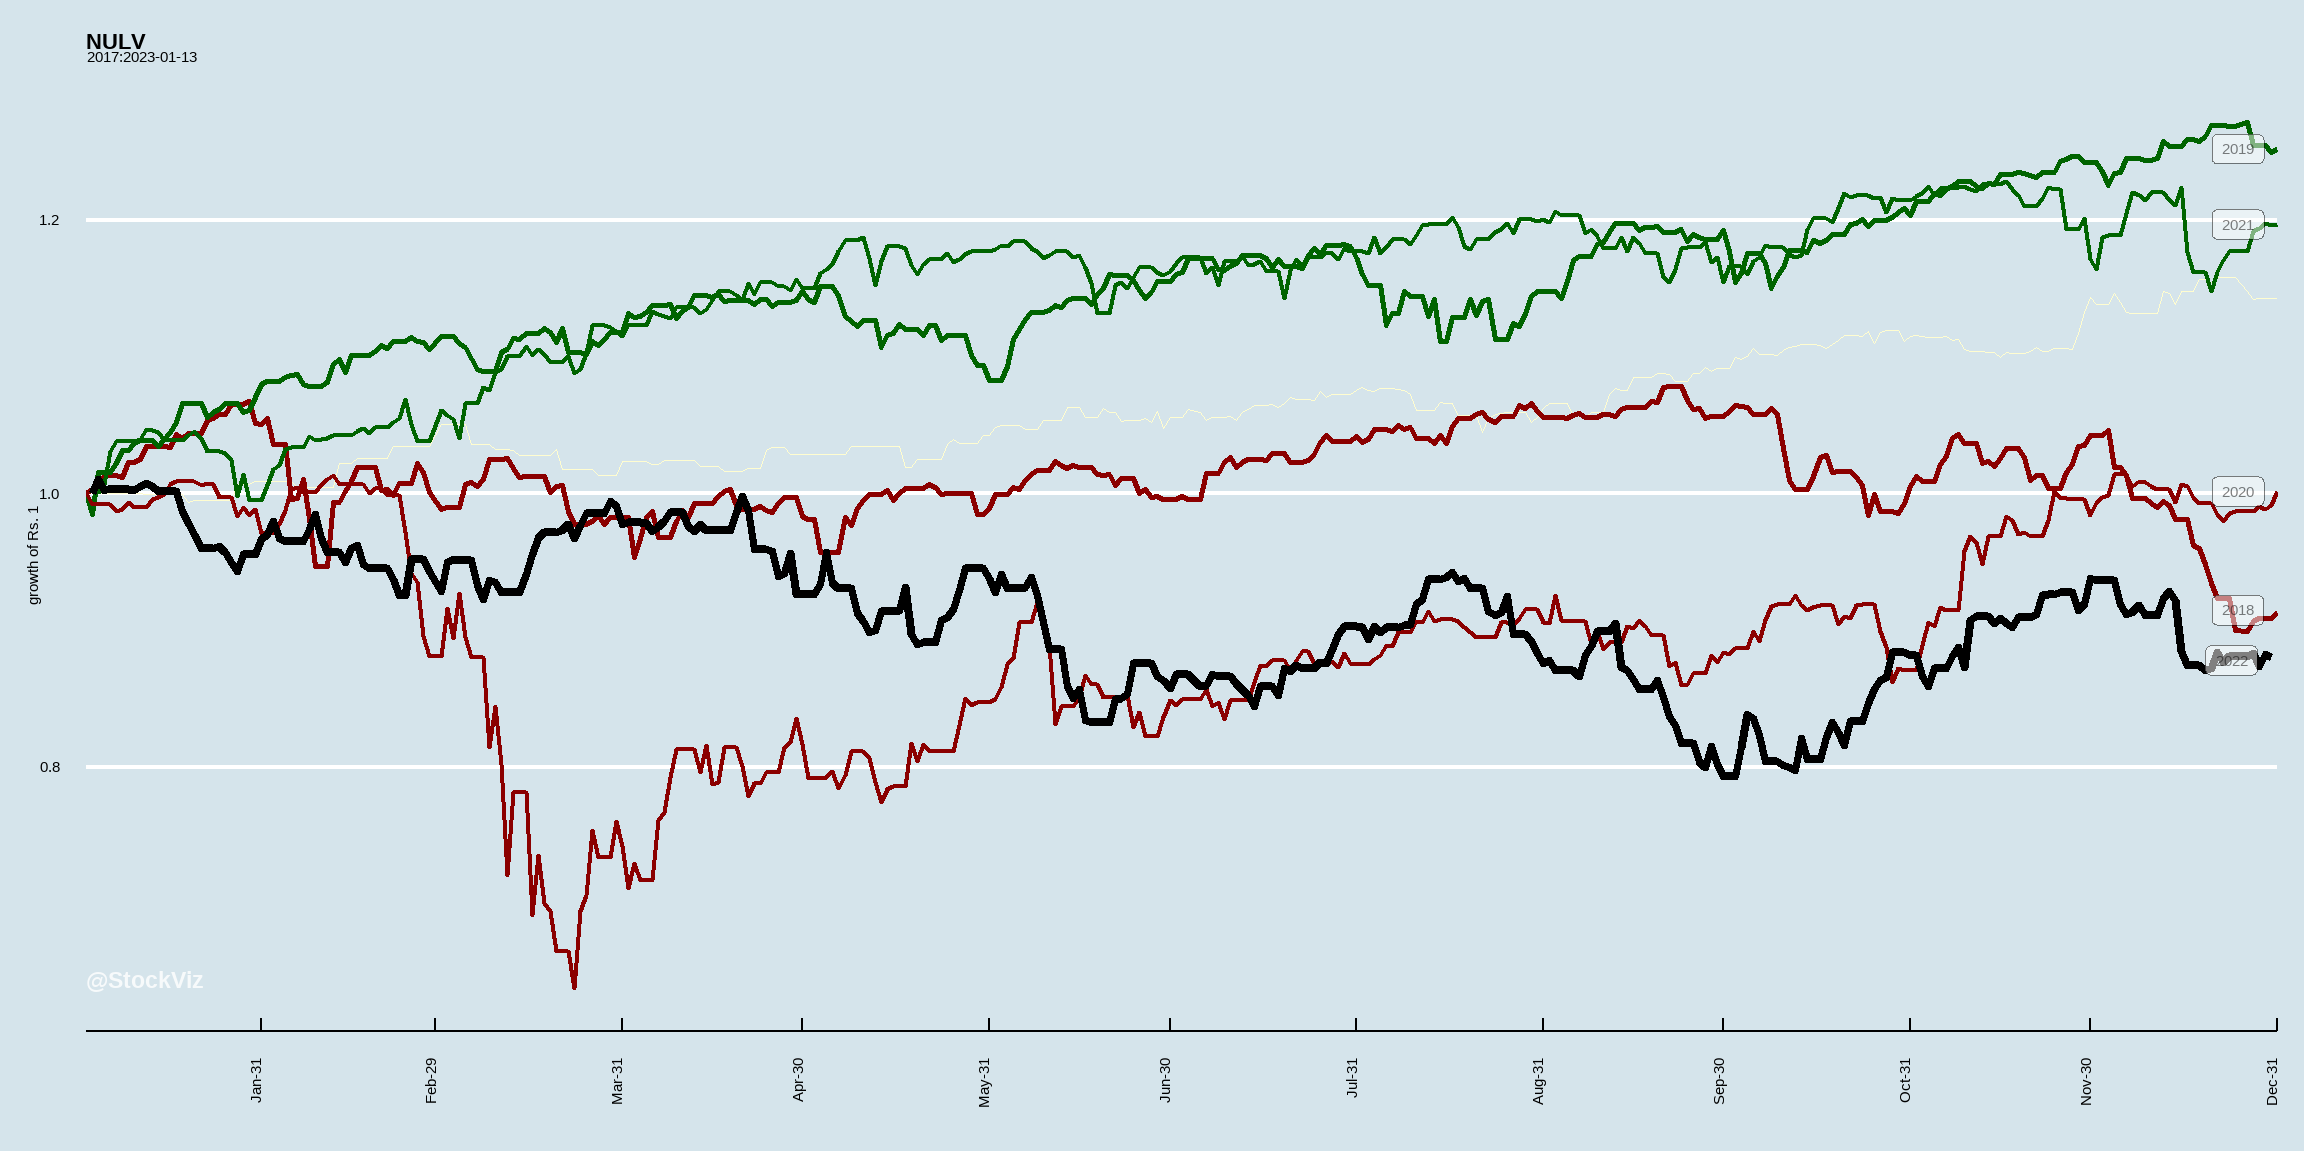 NULV
2017:2023-01-13
growth of Rs. 1
1.2
1.0
0.8
2019
2021
2020
2018
2022
@StockViz
Jan-31
Feb-29
Mar-31
Apr-30
May-31
Jun-30
Jul-31
Aug-31
Sep-30
Oct-31
Nov-30
Dec-31